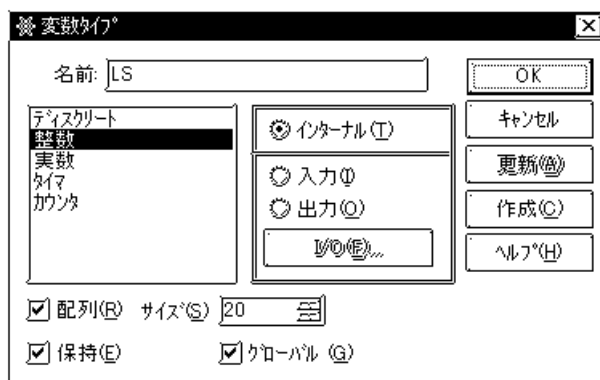 変数ﾀｲﾌﾟ
名前: LS
OK
ﾃﾞｨｽｸﾘｰﾄ
整数
実数
ﾀｲﾏ
ｶｳﾝﾀ
ｲﾝﾀｰﾅﾙ(T)
入力(I)
出力(O)
I/O(F)...
ｷｬﾝｾﾙ
更新(A)
作成(C)
ﾍﾙﾌﾟ(H)
配列(R) ｻｲｽﾞ(S) 20
保持(E) ｸﾞﾛｰﾊﾞﾙ (G)